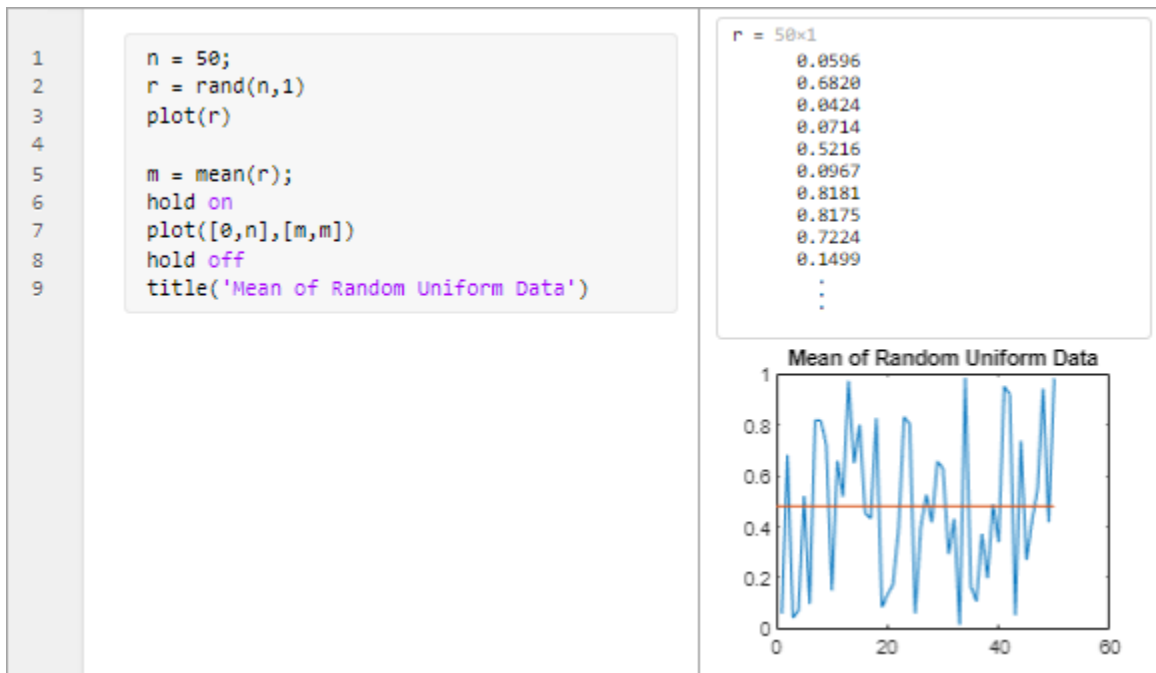 1 n = 50;
2 r = rand(n,1)
3 plot(r)
4
5 m = mean(r);
6 hold on
7 plot([0,n],[m,m])
8 hold off
9 title('Mean of Random Uniform Data')
r = 50×1
0.0596
0.6820
0.0424
0.0714
0.5216
0.0967
0.8181
0.8175
0.7224
0.1499
⋮
Mean of Random Uniform Data
1
0.8
0.6
0.4
0.2
0
0 20 40 60